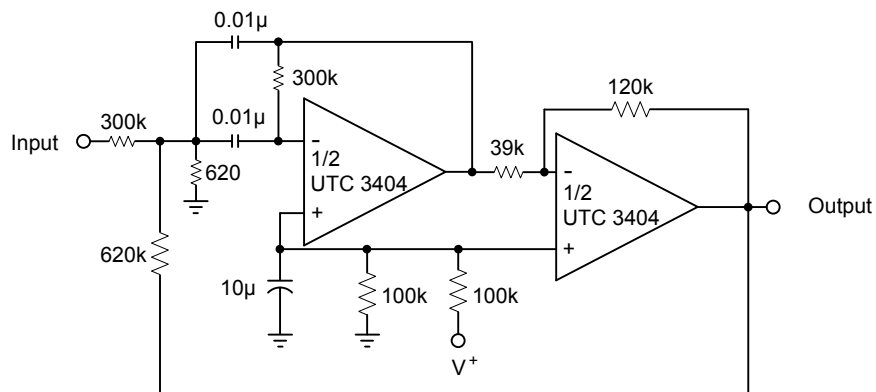 0.01μ
300k
120k
Input
300k
0.01μ
-
39k
620
1/2
UTC 3404
-
1/2
UTC 3404
Output
+
+
620k
10μ
100k
100k
V+